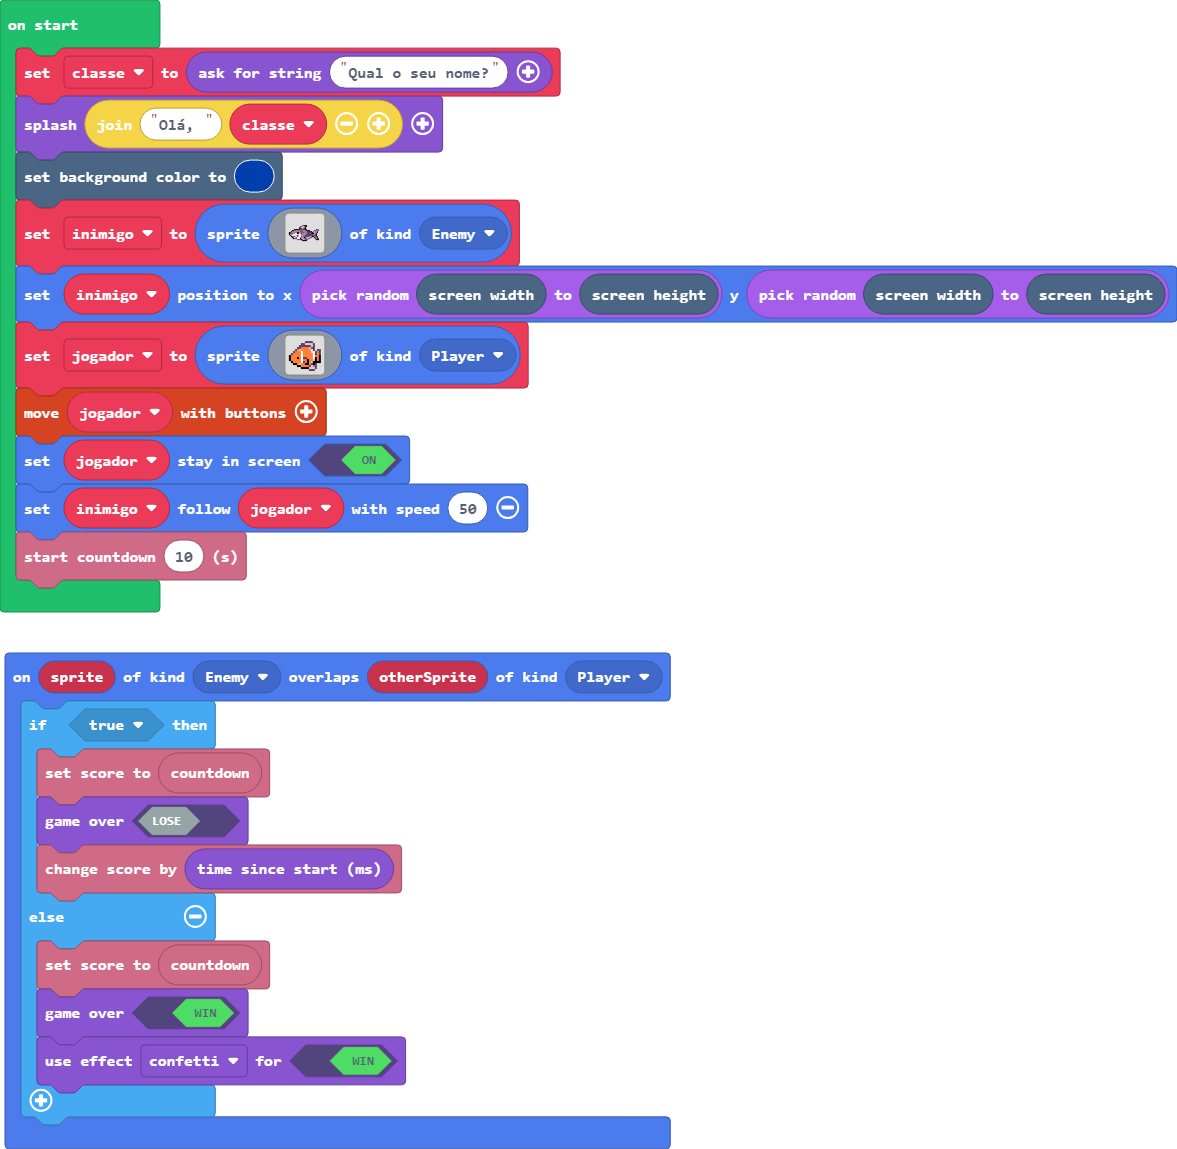 on start
set classe to ask for string "Qual o seu nome?"
splash join "Olá, " classe
set background color to
set inimigo to sprite of kind Enemy
set inimigo position to x pick random screen width to screen height y pick random screen width to screen height
set jogador to sprite of kind Player
move jogador with buttons
set jogador stay in screen ON
set inimigo follow jogador with speed 50
start countdown 10 (s)
on sprite of kind Enemy overlaps otherSprite of kind Player
if true then
set score to countdown
game over LOSE
change score by time since start (ms)
else
set score to countdown
game over WIN
use effect confetti for WIN